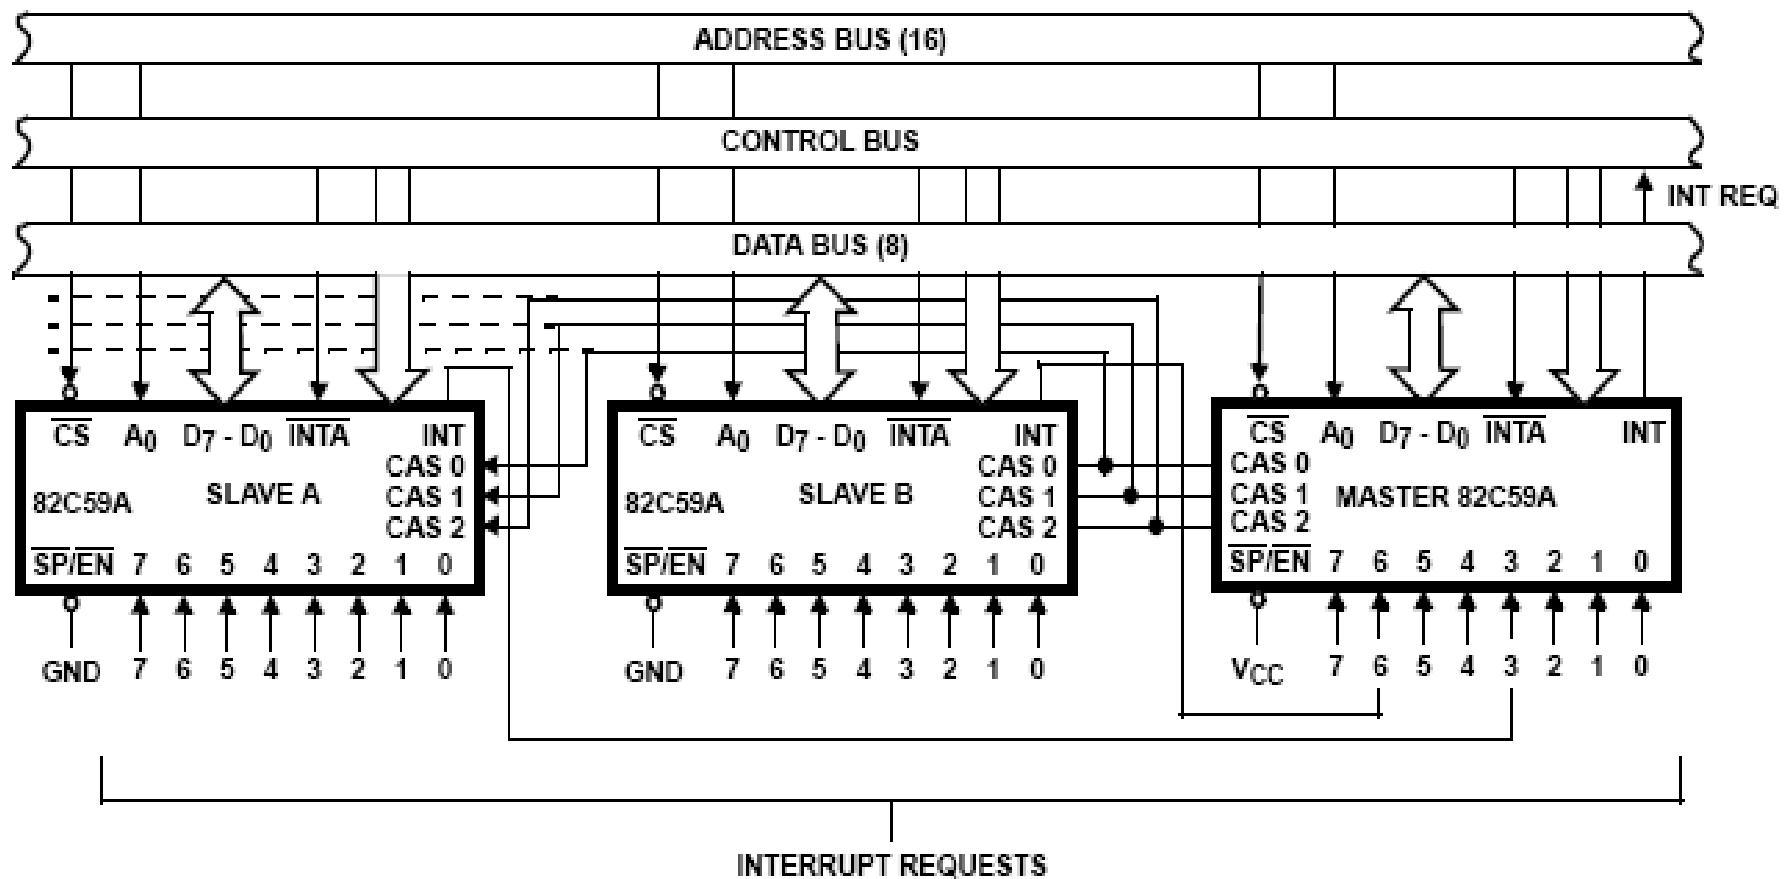 ADDRESS BUS (16)
CONTROL BUS
INT REQ
DATA BUS (8)
CS A0 D7 - D0 INTA INT
CAS 0
CAS 1
CAS 2
82C59A
SLAVE A
SP/EN 7 6 5 4 3 2 1 0
GND 7 6 5 4 3 2 1 0
CS A0 D7 - D0 INTA INT
CAS 0
CAS 1
CAS 2
82C59A
SLAVE B
SP/EN 7 6 5 4 3 2 1 0
GND 7 6 5 4 3 2 1 0
CS A0 D7 - D0 INTA INT
CAS 0
CAS 1
CAS 2
MASTER 82C59A
SP/EN 7 6 5 4 3 2 1 0
VCC 7 6 5 4 3 2 1 0
INTERRUPT REQUESTS